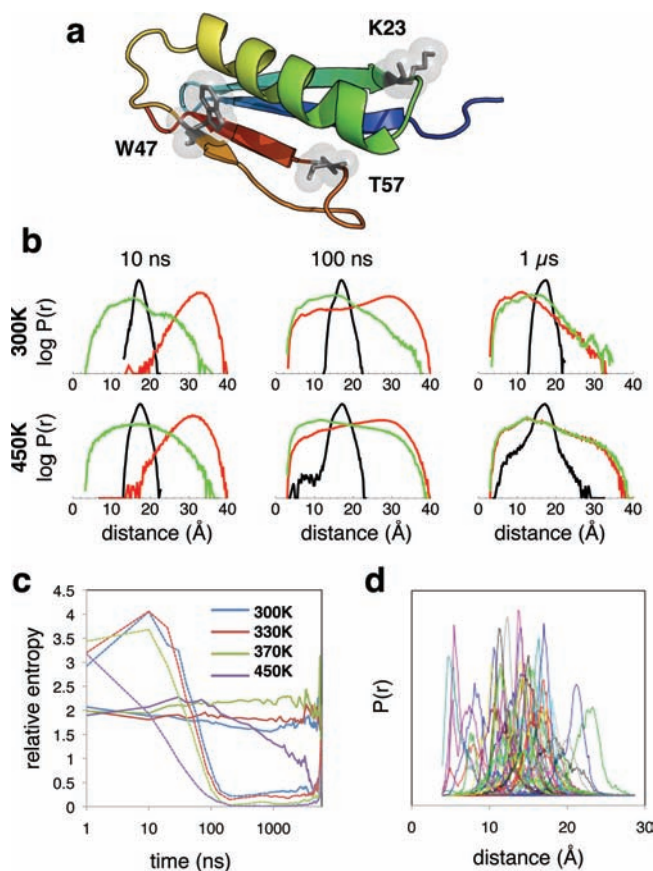 a
K23
W47
T57
b
10 ns
100 ns
1 µs
300K
log P(r)
0 10 20 30 40
0 10 20 30 40
0 10 20 30 40
450K
log P(r)
0 10 20 30 40
0 10 20 30 40
0 10 20 30 40
distance (Å)
distance (Å)
distance (Å)
c
relative entropy
4.5
4
3.5
3
2.5
2
1.5
1
0.5
0
300K
330K
370K
450K
1 10 100 1000
time (ns)
d
P(r)
0 10 20 30
distance (Å)